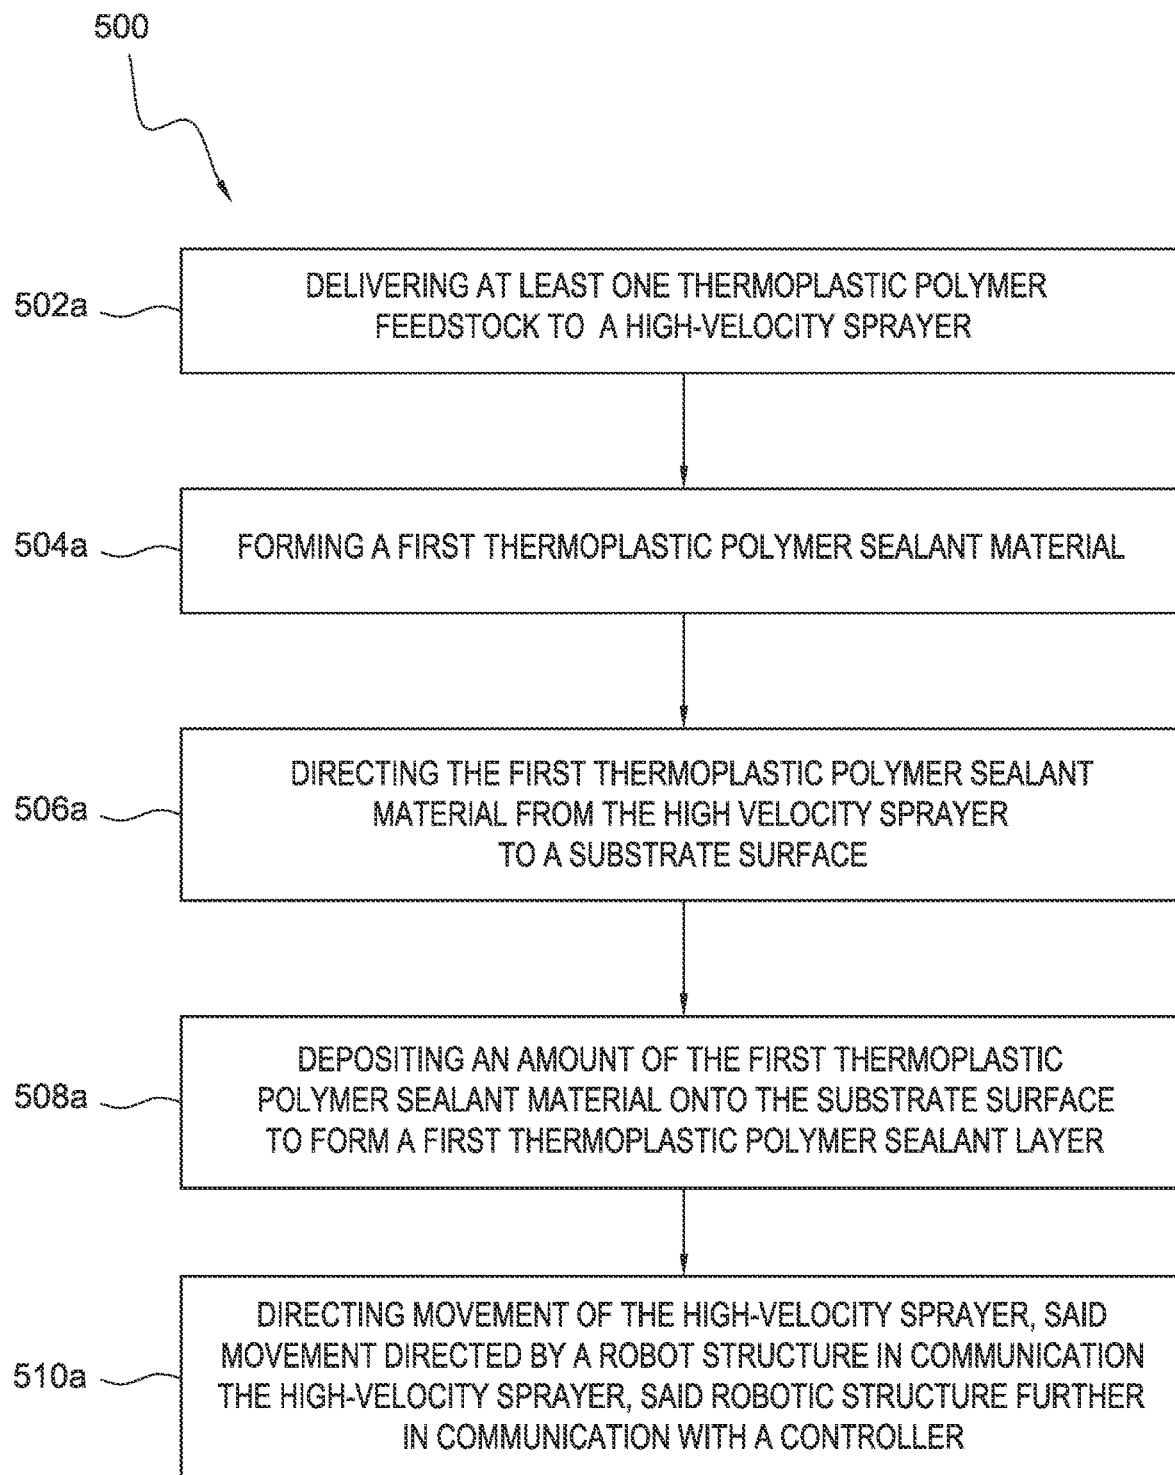 500
502a
DELIVERING AT LEAST ONE THERMOPLASTIC POLYMER
FEEDSTOCK TO A HIGH-VELOCITY SPRAYER
504a
FORMING A FIRST THERMOPLASTIC POLYMER SEALANT MATERIAL
506a
DIRECTING THE FIRST THERMOPLASTIC POLYMER SEALANT
MATERIAL FROM THE HIGH VELOCITY SPRAYER
TO A SUBSTRATE SURFACE
508a
DEPOSITING AN AMOUNT OF THE FIRST THERMOPLASTIC
POLYMER SEALANT MATERIAL ONTO THE SUBSTRATE SURFACE
TO FORM A FIRST THERMOPLASTIC POLYMER SEALANT LAYER
510a
DIRECTING MOVEMENT OF THE HIGH-VELOCITY SPRAYER, SAID
MOVEMENT DIRECTED BY A ROBOT STRUCTURE IN COMMUNICATION
THE HIGH-VELOCITY SPRAYER, SAID ROBOTIC STRUCTURE FURTHER
IN COMMUNICATION WITH A CONTROLLER